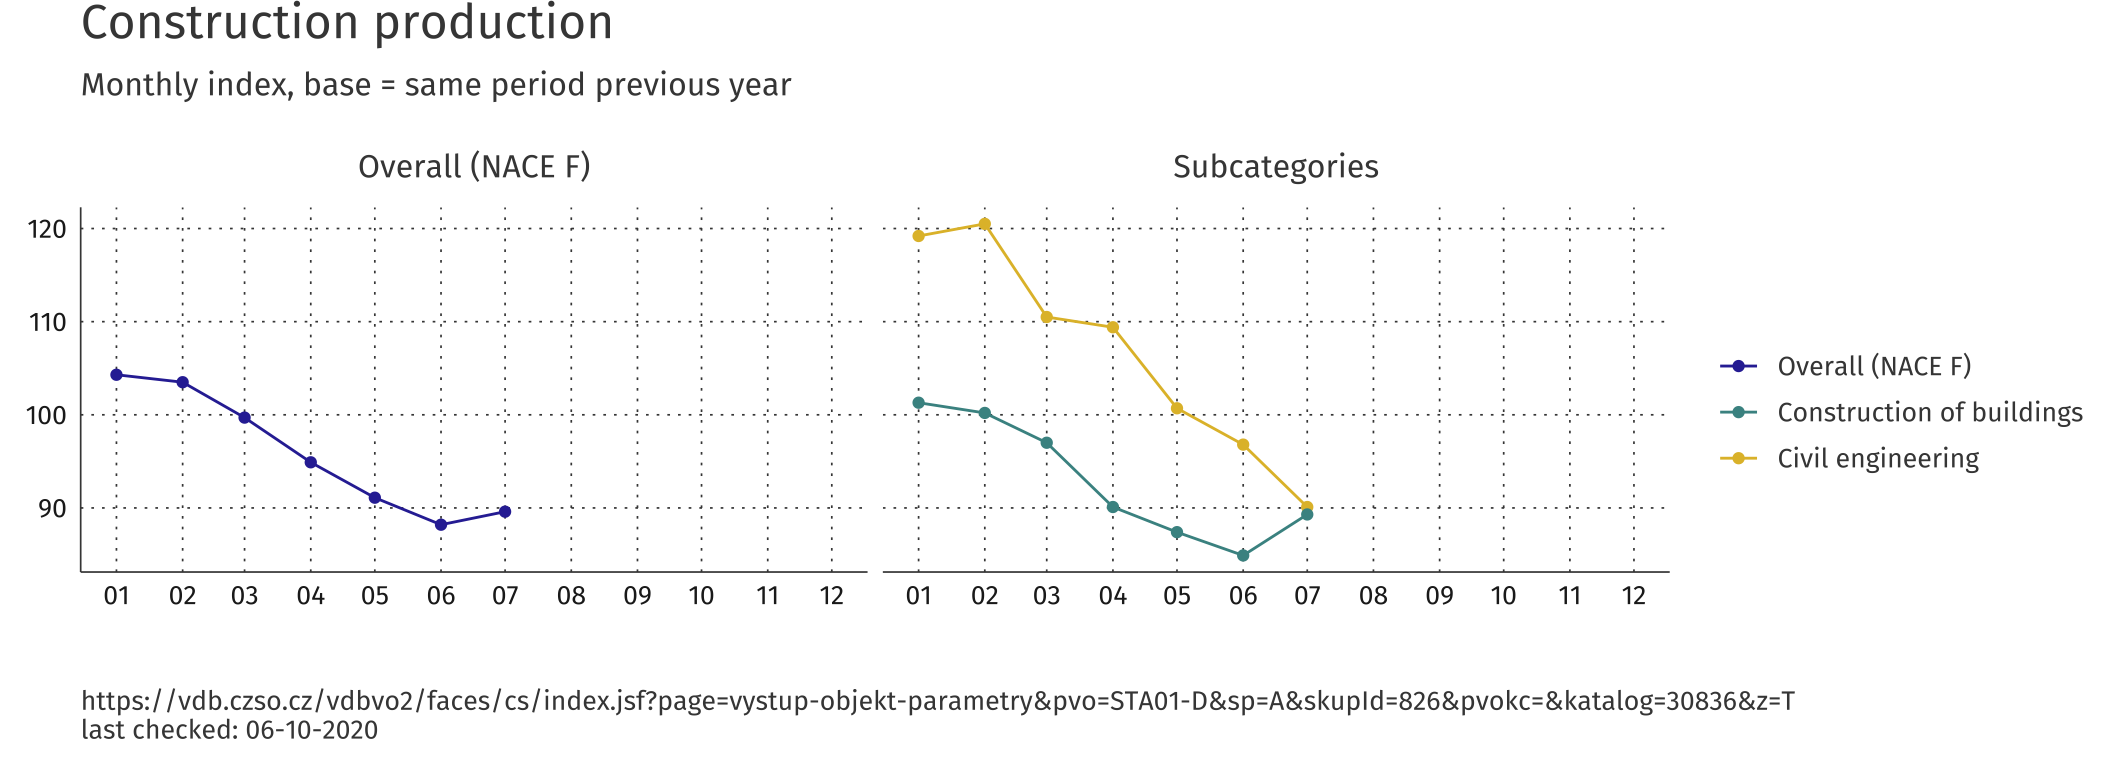 Construction production
Monthly index, base = same period previous year
Overall (NACE F)
Subcategories
120
110
100
90
01 02 03 04 05 06 07 08 09 10 11 12
01 02 03 04 05 06 07 08 09 10 11 12
Overall (NACE F)
Construction of buildings
Civil engineering
https://vdb.czso.cz/vdbvo2/faces/cs/index.jsf?page=vystup-objekt-parametry&pvo=STA01-D&sp=A&skupId=826&pvokc=&katalog=30836&z=T
last checked: 06-10-2020